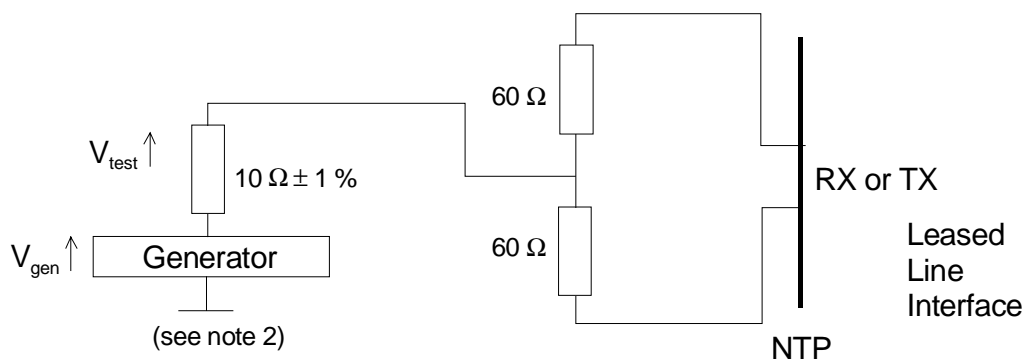 60 Ω
V_test
10 Ω ± 1 %
RX or TX
V_gen
Generator
60 Ω
Leased
Line
Interface
(see note 2)
NTP